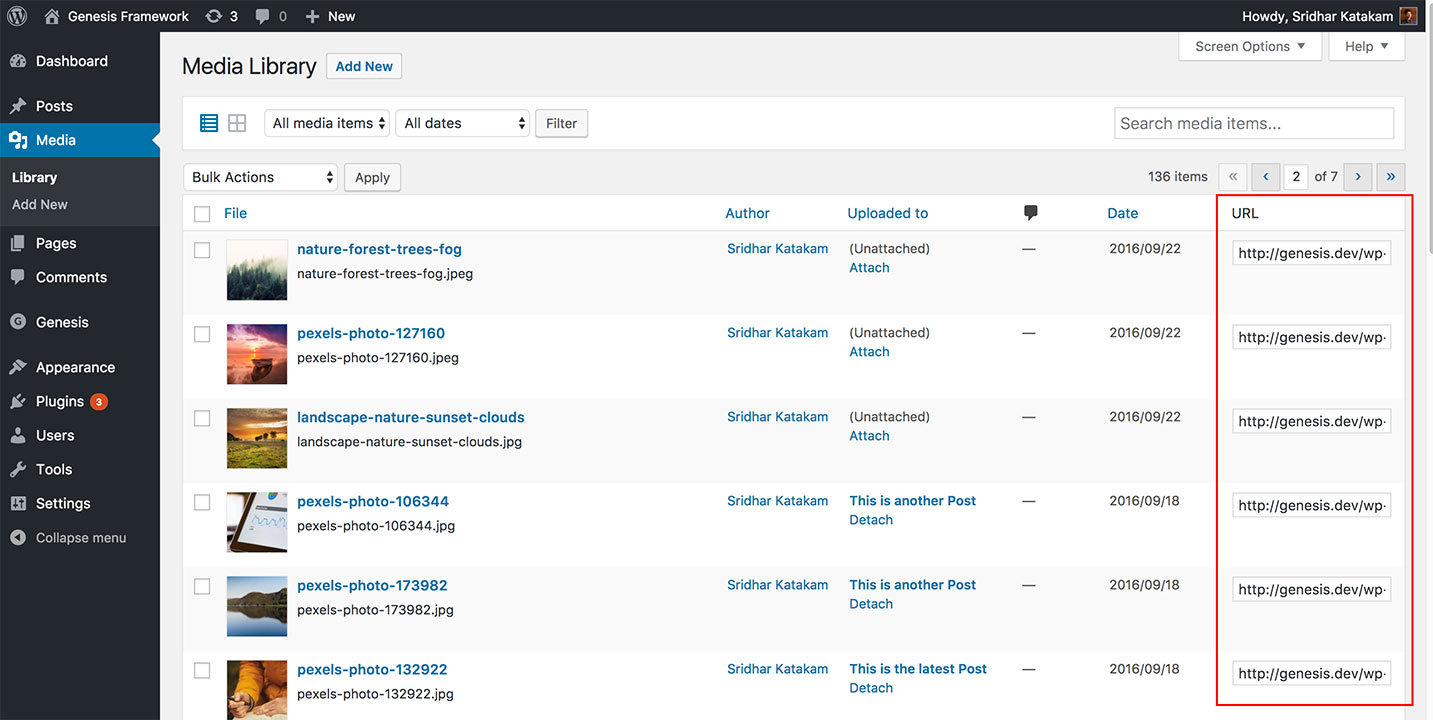 Genesis Framework 3 0 + New Howdy, Sridhar Katakam
Dashboard
Posts
Media
Library
Add New
Pages
Comments
G Genesis
Appearance
Plugins 3
Users
Tools
Settings
Collapse menu
Screen Options Help
Media Library Add New
All media items All dates Filter Search media items...
Bulk Actions Apply 136 items « ‹ 2 of 7 › »
File Author Uploaded to Date URL
nature-forest-trees-fog Sridhar Katakam (Unattached) — 2016/09/22 http://genesis.dev/wp-
nature-forest-trees-fog.jpeg Attach
pexels-photo-127160 Sridhar Katakam (Unattached) — 2016/09/22 http://genesis.dev/wp-
pexels-photo-127160.jpeg Attach
landscape-nature-sunset-clouds Sridhar Katakam (Unattached) — 2016/09/22 http://genesis.dev/wp-
landscape-nature-sunset-clouds.jpg Attach
pexels-photo-106344 Sridhar Katakam This is another Post — 2016/09/18 http://genesis.dev/wp-
pexels-photo-106344.jpg Detach
pexels-photo-173982 Sridhar Katakam This is another Post — 2016/09/18 http://genesis.dev/wp-
pexels-photo-173982.jpg Detach
pexels-photo-132922 Sridhar Katakam This is the latest Post — 2016/09/18 http://genesis.dev/wp-
pexels-photo-132922.jpg Detach